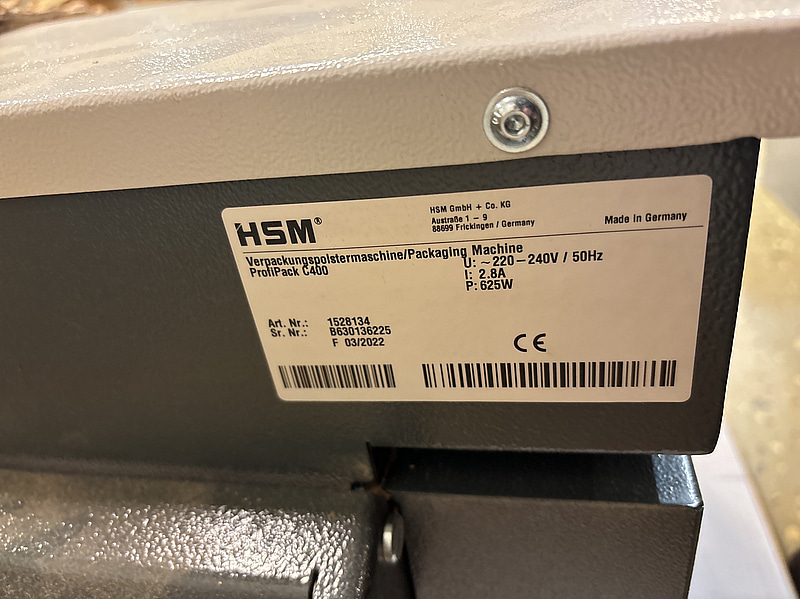 HSM®
HSM GmbH + Co. KG
Austraße 1 - 9
88699 Frickingen / Germany
Made in Germany
Verpackungspolstermaschine/Packaging Machine
ProfiPack C400
U: ~220-240V / 50Hz
I: 2.8A
P: 625W
Art. Nr.: 1528134
Sr. Nr.: B630136225
F 03/2022
CE